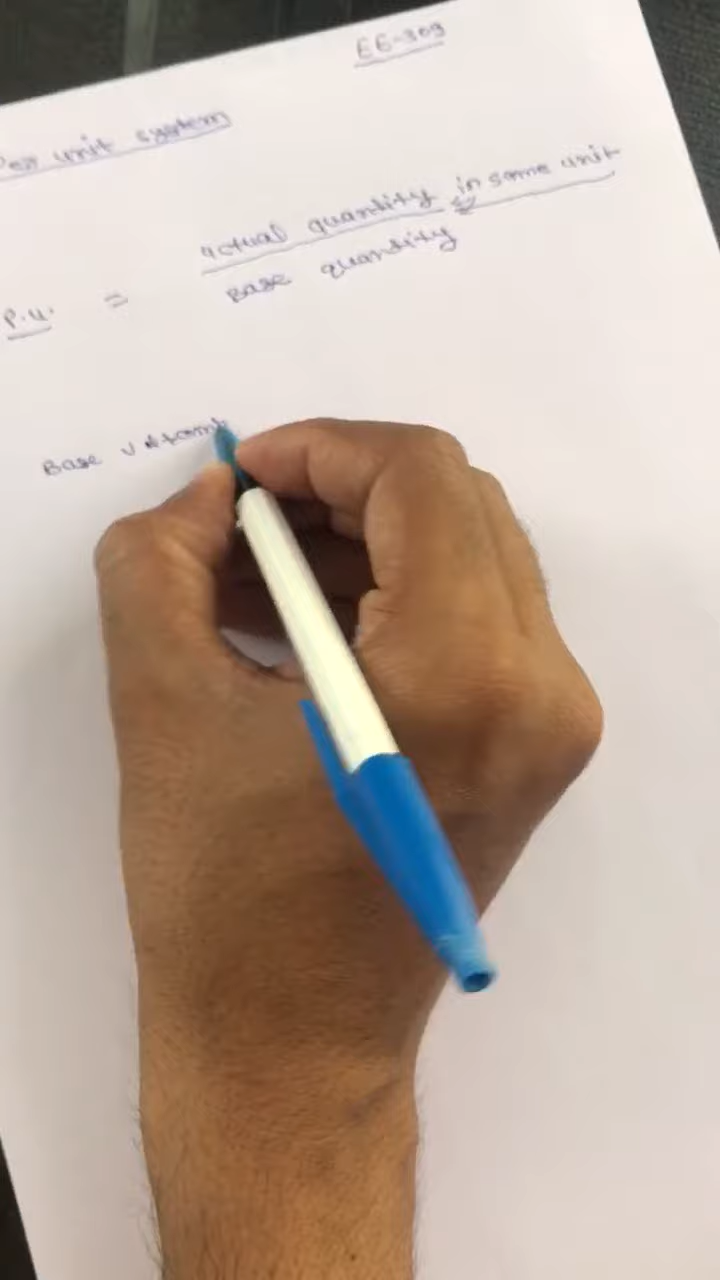 EE-309
Per unit system
actual quantity in same unit
P.U. =
Base quantity
Base